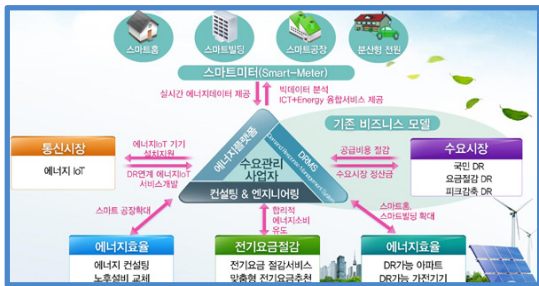 스마트홈
스마트빌딩
스마트공장
분산형 전원
스마트미터(Smart-Meter)
실시간 에너지데이터 제공
빅데이터 분석
ICT+Energy 융합서비스 제공
기존 비즈니스 모델
통신시장
에너지 IoT
에너지IoT 기기
설치지원
DR연계 에너지IoT
서비스개발
에너지플랫폼
DRMS
수요관리
사업자
컨설팅 & 엔지니어링
공급비용 절감
수요시장 정산금
수요시장
국민 DR
요금절감 DR
피크감축 DR
스마트 공장확대
합리적
에너지소비
유도
스마트홈,
스마트빌딩 확대
에너지효율
에너지 컨설팅
노후설비 교체
전기요금절감
전기요금 절감서비스
맞춤형 전기요금추천
에너지효율
DR가능 아파트
DR가능 가전기기